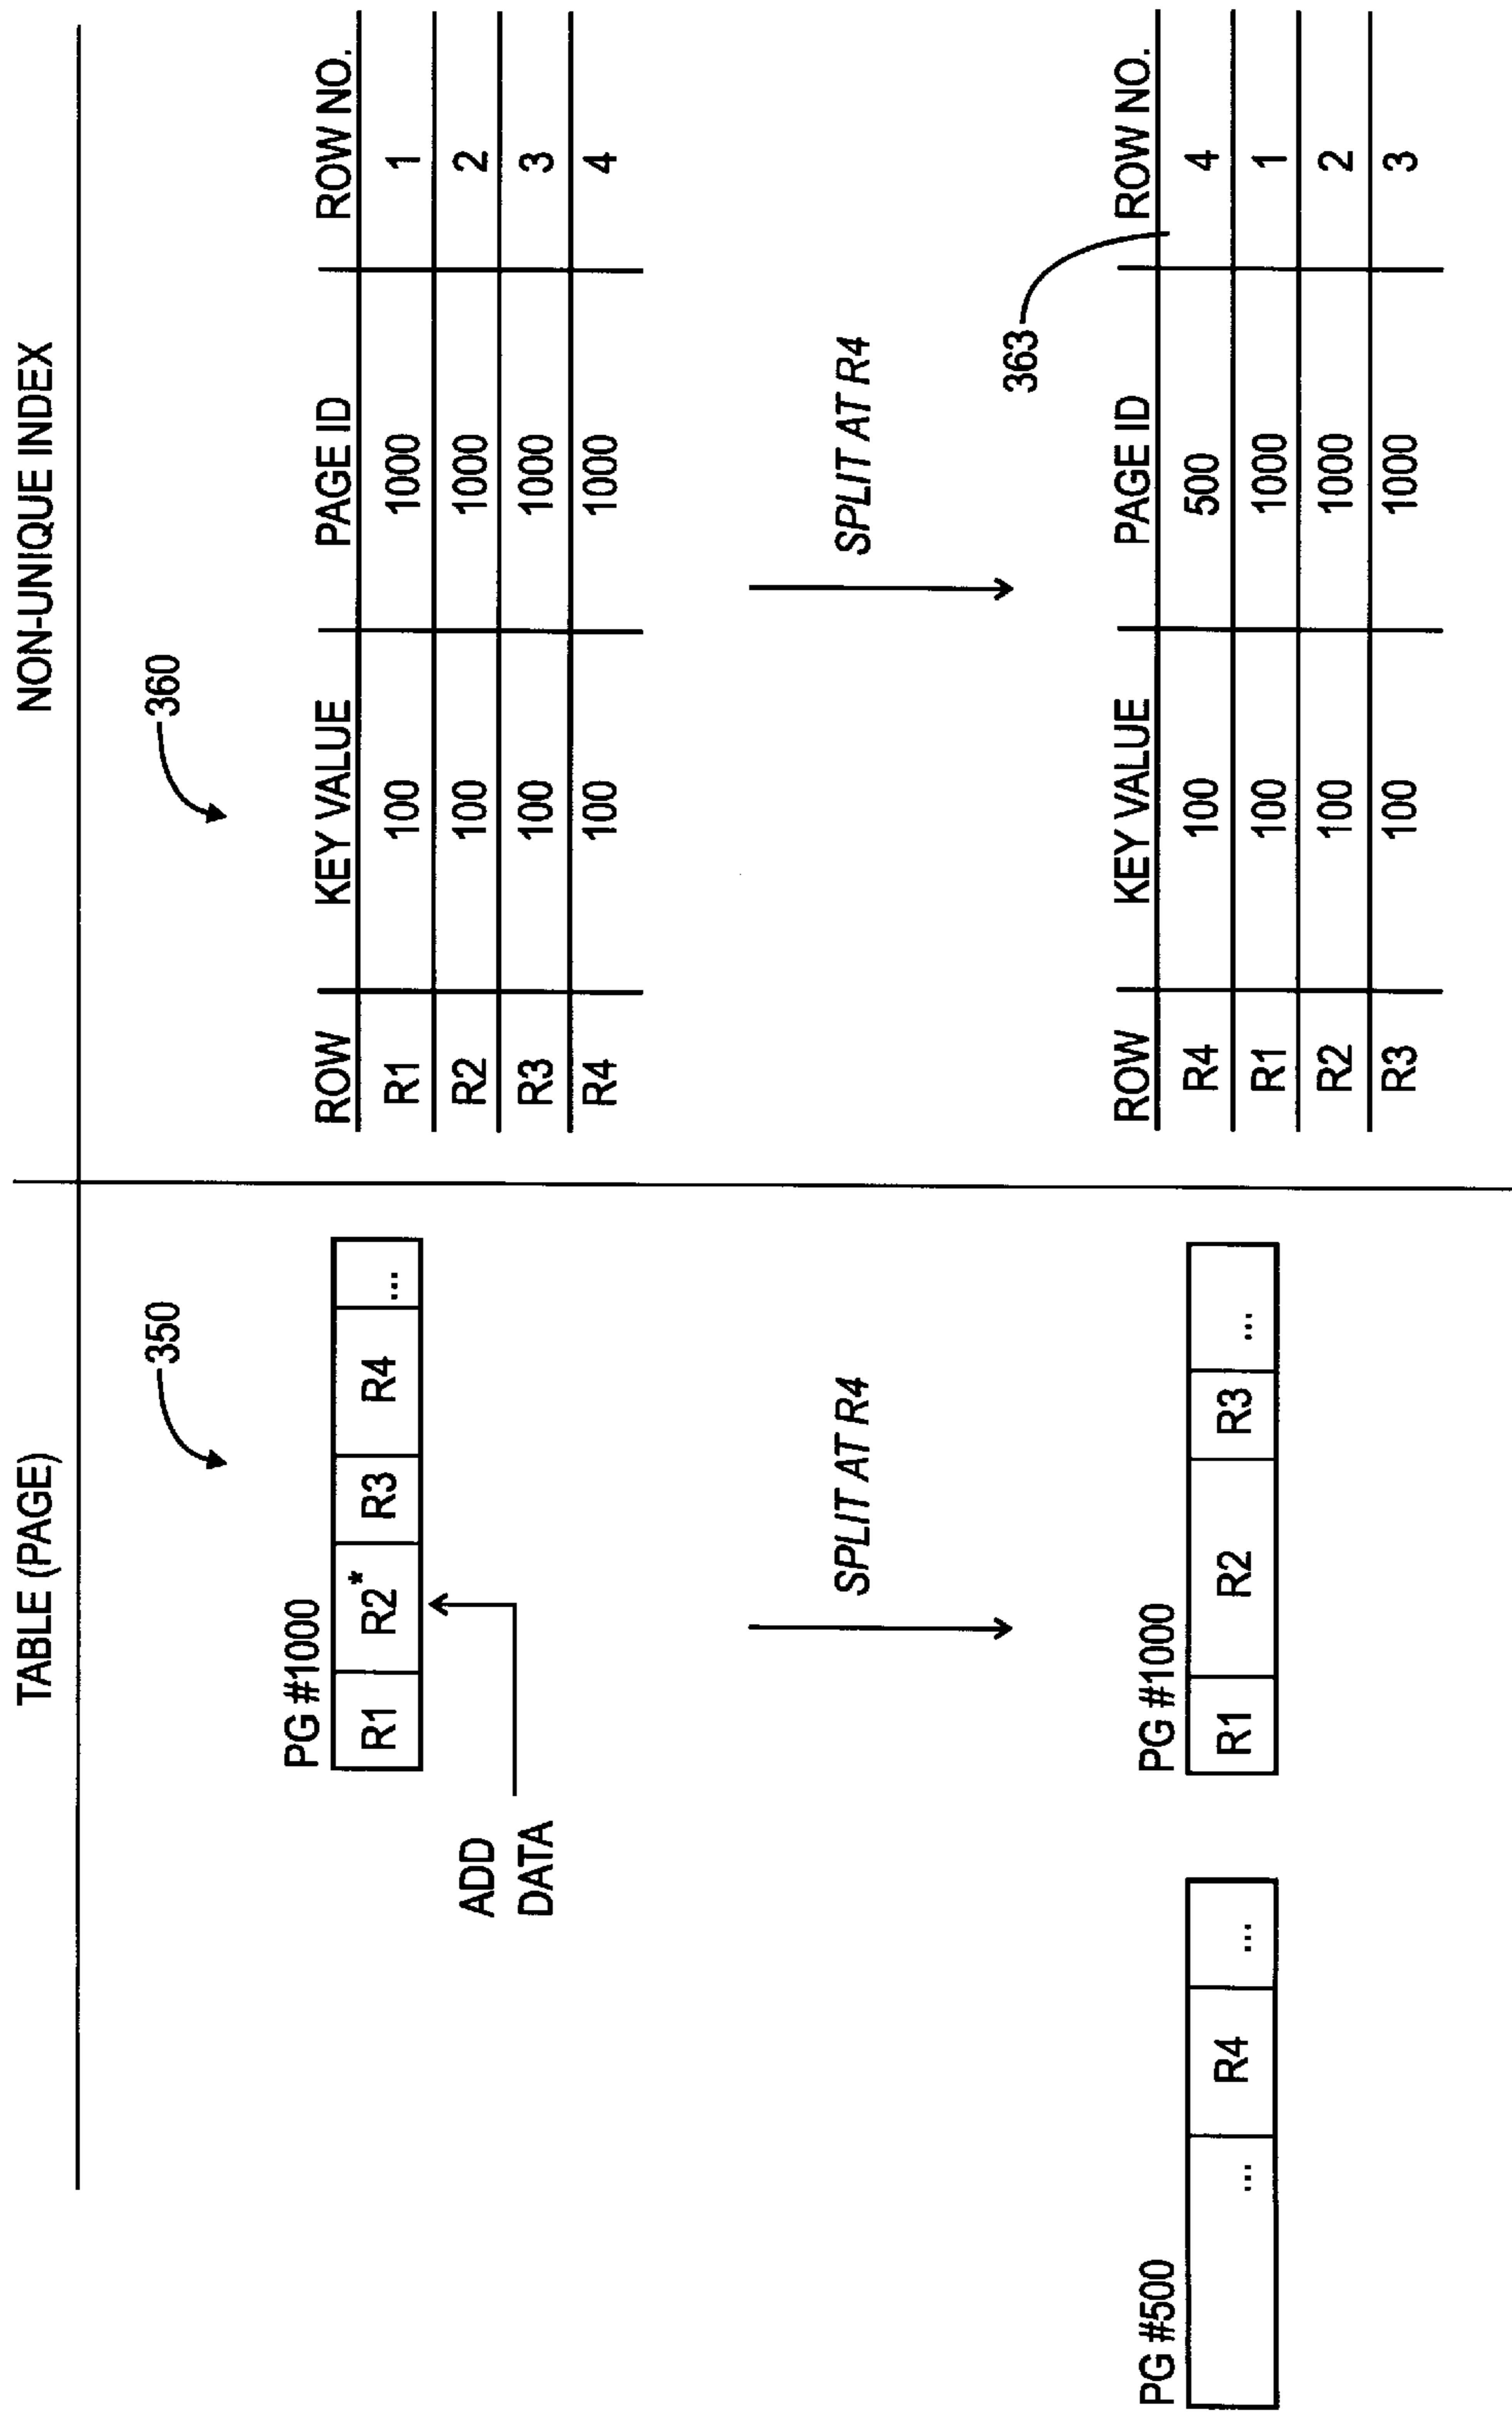 TABLE (PAGE)
NON-UNIQUE INDEX
350
PG #1000
R1 R2* R3 R4 ...
ADD
DATA
360
ROW KEY VALUE PAGE ID ROW NO.
R1 100 1000 1
R2 100 1000 2
R3 100 1000 3
R4 100 1000 4
SPLIT AT R4
SPLIT AT R4
PG #500
... R4 ...
PG #1000
R1 R2 R3 ...
363
ROW KEY VALUE PAGE ID ROW NO.
R4 100 500 4
R1 100 1000 1
R2 100 1000 2
R3 100 1000 3